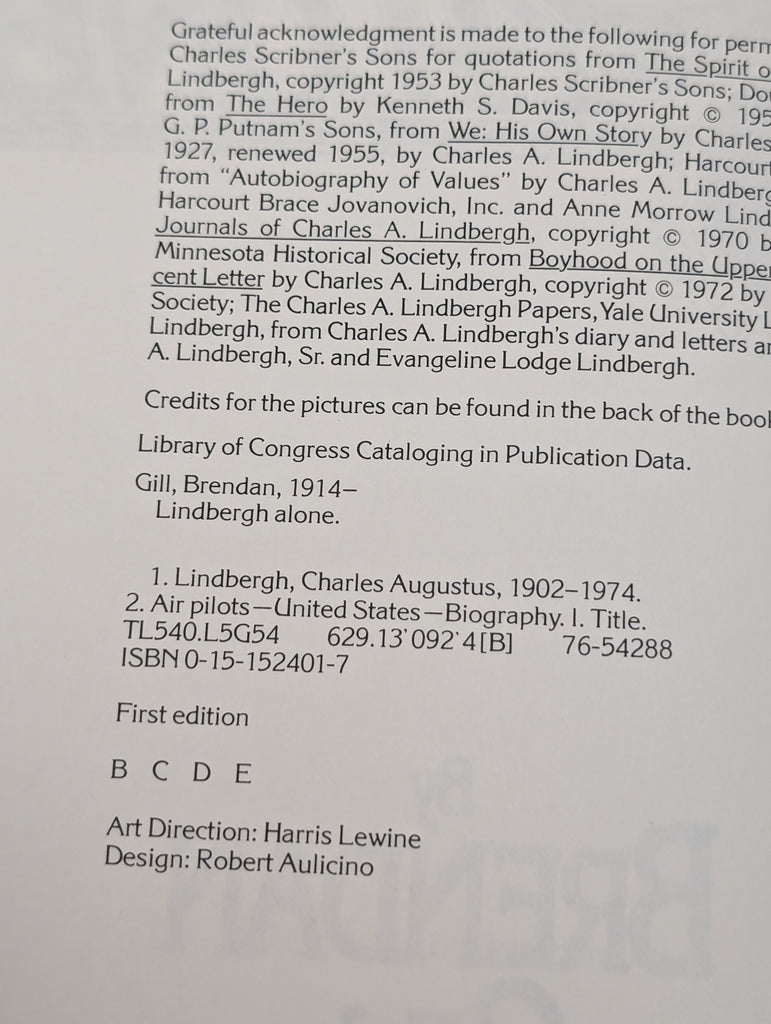 Grateful acknowledgment is made to the following for
Charles Scribner's Sons for quotations from The Spirit
Lindbergh, copyright 1953 by Charles Scribner's Sons;
from The Hero by Kenneth S. Davis, copyright ©
G. P. Putnam's Sons, from We: His Own Story by Charles
1927, renewed 1955, by Charles A. Lindbergh; Harcourt
from “Autobiography of Values” by Charles A.
Harcourt Brace Jovanovich, Inc. and Anne Morrow
Journals of Charles A. Lindbergh, copyright © 1970
Minnesota Historical Society, from Boyhood on the Upper
cent Letter by Charles A. Lindbergh, copyright © 1972 by
Society; The Charles A. Lindbergh Papers, Yale University
Lindbergh, from Charles A. Lindbergh's diary and letters
A. Lindbergh, Sr. and Evangeline Lodge Lindbergh.
Credits for the pictures can be found in the back of the book
Library of Congress Cataloging in Publication Data.
Gill, Brendan, 1914–
Lindbergh alone.
1. Lindbergh, Charles Augustus, 1902–1974.
2. Air pilots—United States—Biography. I. Title.
TL540.L5G54 629.13'092'4[B] 76-54288
ISBN 0-15-152401-7
First edition
B C D E
Art Direction: Harris Lewine
Design: Robert Aulicino